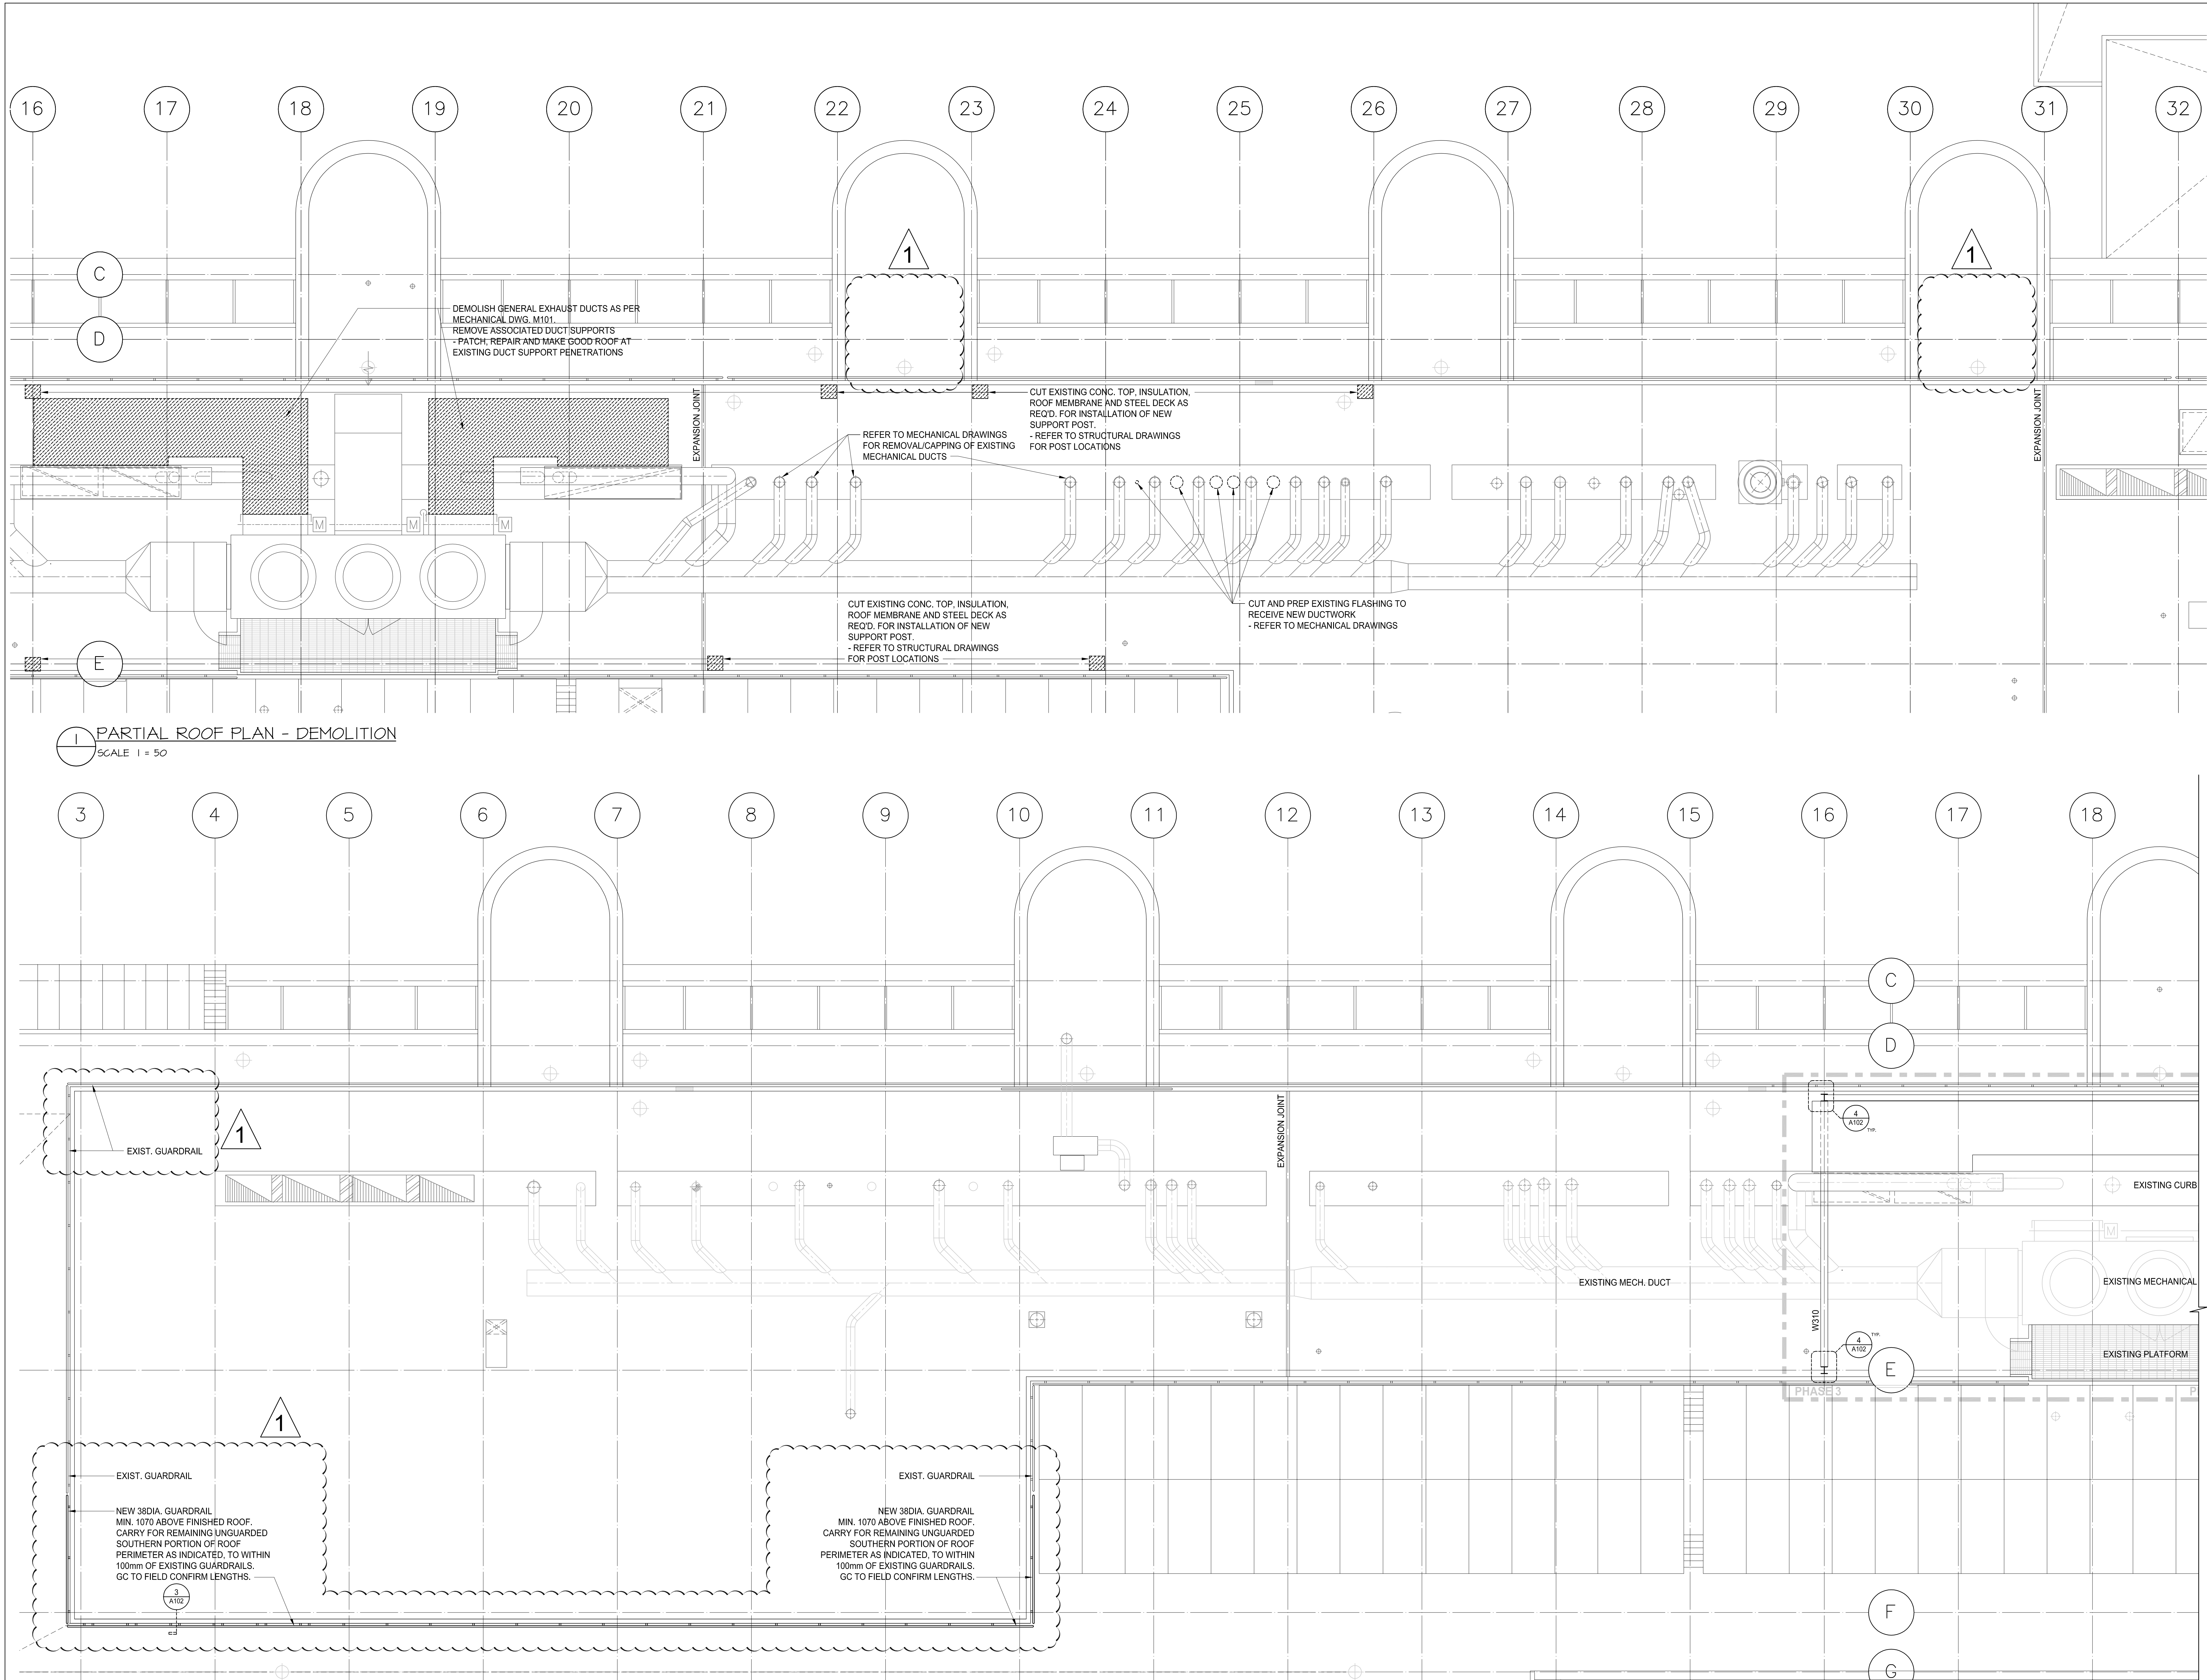 16 17 18 19 20 21 22 23 24 25 26 27 28 29 30 31 32
1
1
C
D
DEMOLISH GENERAL EXHAUST DUCTS AS PER
MECHANICAL DWG. M101.
REMOVE ASSOCIATED DUCT SUPPORTS
- PATCH, REPAIR AND MAKE GOOD ROOF AT
EXISTING DUCT SUPPORT PENETRATIONS
EXPANSION JOINT
REFER TO MECHANICAL DRAWINGS
FOR REMOVAL/CAPPING OF EXISTING
MECHANICAL DUCTS
CUT EXISTING CONC. TOP, INSULATION,
ROOF MEMBRANE AND STEEL DECK AS
REQ'D. FOR INSTALLATION OF NEW
SUPPORT POST.
- REFER TO STRUCTURAL DRAWINGS
FOR POST LOCATIONS
EXPANSION JOINT
M
M
M
CUT EXISTING CONC. TOP, INSULATION,
ROOF MEMBRANE AND STEEL DECK AS
REQ'D. FOR INSTALLATION OF NEW
SUPPORT POST.
- REFER TO STRUCTURAL DRAWINGS
FOR POST LOCATIONS
CUT AND PREP EXISTING FLASHING TO
RECEIVE NEW DUCTWORK
- REFER TO MECHANICAL DRAWINGS
E
1
PARTIAL ROOF PLAN - DEMOLITION
SCALE 1 = 50
3 4 5 6 7 8 9 10 11 12 13 14 15 16 17 18
C
D
EXIST. GUARDRAIL
1
EXPANSION JOINT
4
A102
TYP.
EXISTING CURB
M
EXISTING MECH. DUCT
EXISTING MECHANICAL
W310
4
A102
TYP.
EXISTING PLATFORM
E
PHASE 3
P
1
EXIST. GUARDRAIL
NEW 38DIA. GUARDRAIL
MIN. 1070 ABOVE FINISHED ROOF.
CARRY FOR REMAINING UNGUARDED
SOUTHERN PORTION OF ROOF
PERIMETER AS INDICATED, TO WITHIN
100mm OF EXISTING GUARDRAILS.
GC TO FIELD CONFIRM LENGTHS.
3
A102
EXIST. GUARDRAIL
NEW 38DIA. GUARDRAIL
MIN. 1070 ABOVE FINISHED ROOF.
CARRY FOR REMAINING UNGUARDED
SOUTHERN PORTION OF ROOF
PERIMETER AS INDICATED, TO WITHIN
100mm OF EXISTING GUARDRAILS.
GC TO FIELD CONFIRM LENGTHS.
F
G